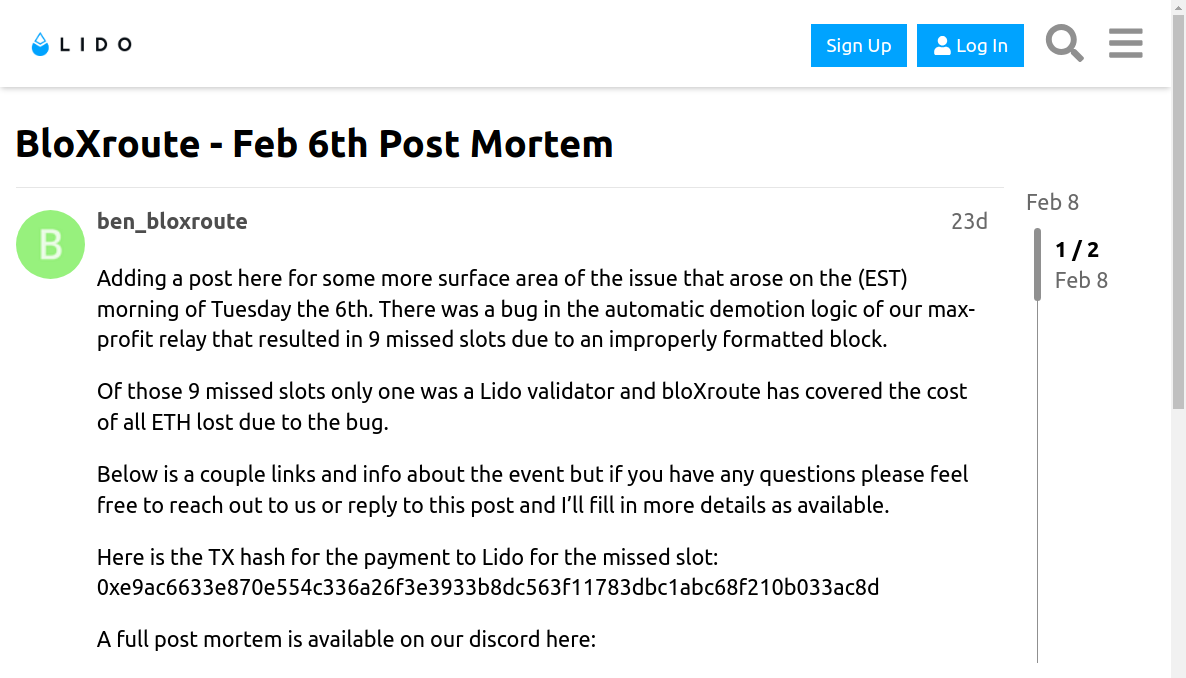 LIDO
Sign Up
Log In
BloXroute - Feb 6th Post Mortem
Feb 8
B
ben_bloxroute
23d
1 / 2
Feb 8
Adding a post here for some more surface area of the issue that arose on the (EST)
morning of Tuesday the 6th. There was a bug in the automatic demotion logic of our max-
profit relay that resulted in 9 missed slots due to an improperly formatted block.
Of those 9 missed slots only one was a Lido validator and bloXroute has covered the cost
of all ETH lost due to the bug.
Below is a couple links and info about the event but if you have any questions please feel
free to reach out to us or reply to this post and I’ll fill in more details as available.
Here is the TX hash for the payment to Lido for the missed slot:
0xe9ac6633e870e554c336a26f3e3933b8dc563f11783dbc1abc68f210b033ac8d
A full post mortem is available on our discord here: